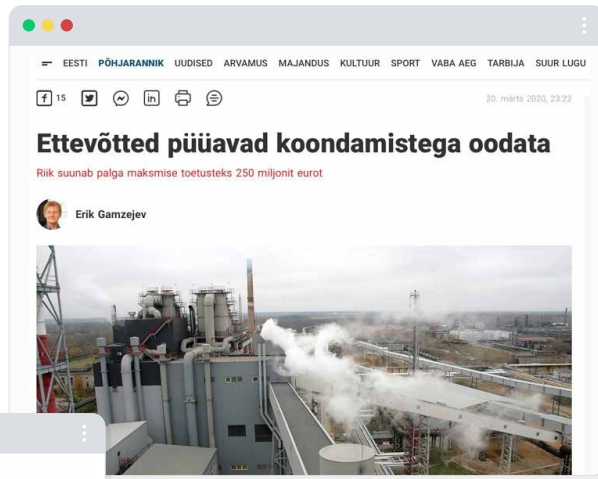 EESTI PÕHJARANNIK UUDISED ARVAMUS MAJANDUS KULTUUR SPORT VABA AEG TARBIJA SUUR LUGU
15
20. märts 2020, 23:22
Ettevõtted püüavad koondamistega oodata
Riik suunab palga maksmise toetusteks 250 miljonit eurot
Erik Gamzejev